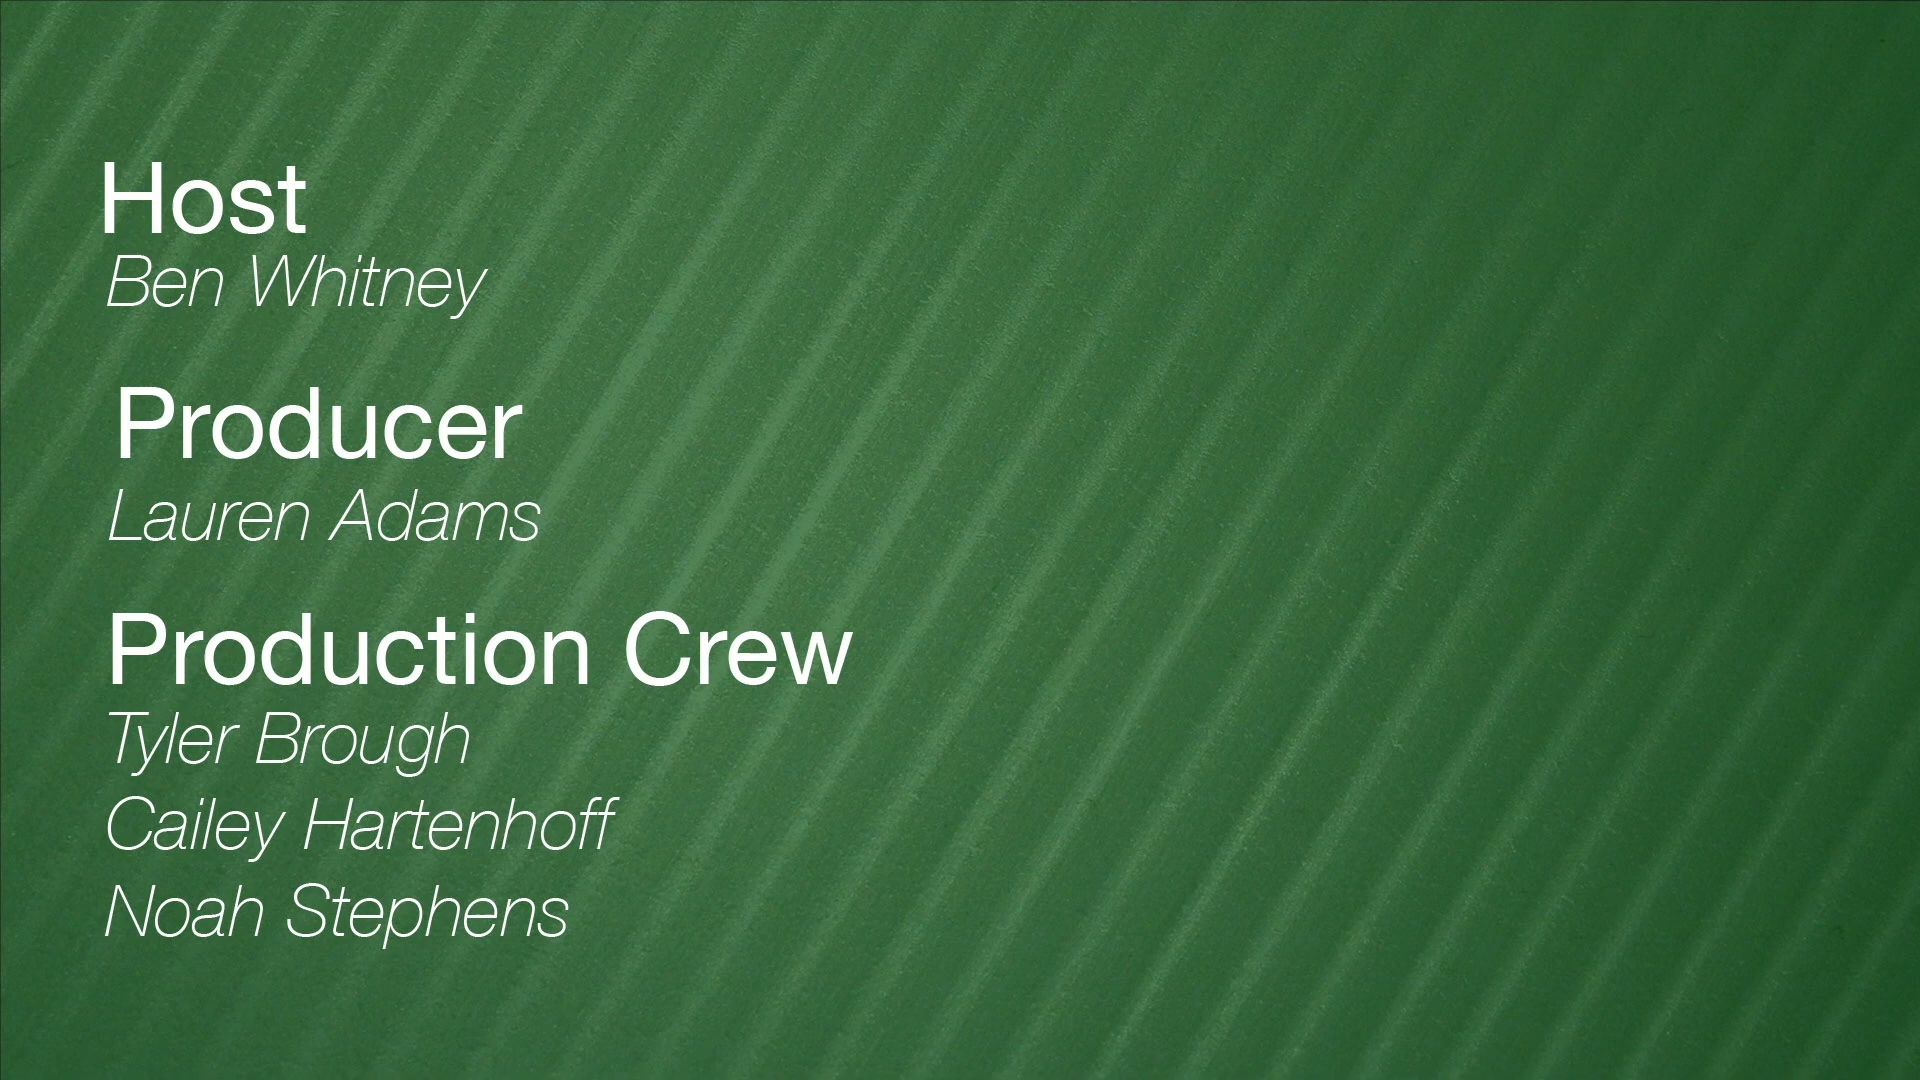 Host
Ben Whitney
Producer
Lauren Adams
Production Crew
Tyler Brough
Cailey Hartenhoff
Noah Stephens